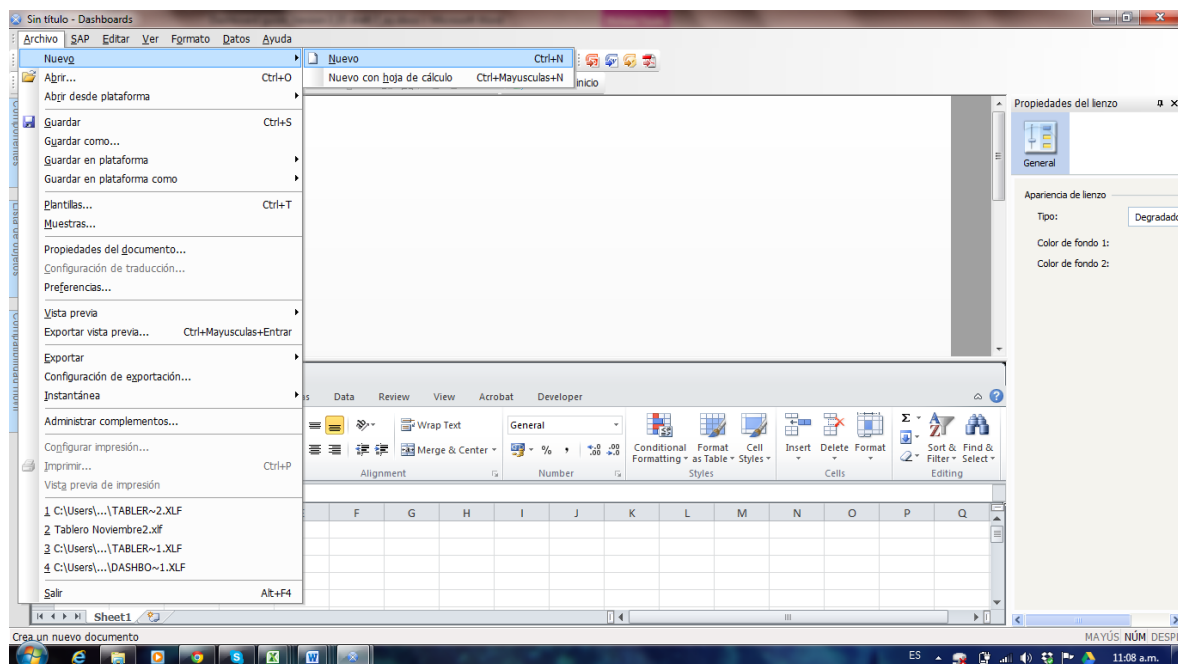 Sin título - Dashboards
Archivo SAP Editar Ver Formato Datos Ayuda
Nuevo
Nuevo Ctrl+N
Nuevo con hoja de cálculo Ctrl+Mayusculas+N
inicio
Abrir... Ctrl+O
Abrir desde plataforma
Guardar Ctrl+S
Guardar como...
Guardar en plataforma
Guardar en plataforma como
Plantillas... Ctrl+T
Muestras...
Propiedades del documento...
Configuración de traducción...
Preferencias...
Vista previa
Exportar vista previa... Ctrl+Mayusculas+Entrar
Exportar
Configuración de exportación...
Instantánea
Administrar complementos...
Configurar impresión...
Imprimir... Ctrl+P
Vista previa de impresión
1 C:\Users\...\TABLER~2.XLF
2 Tablero Noviembre2.xlf
3 C:\Users\...\TABLER~1.XLF
4 C:\Users\...\DASHBO~1.XLF
Salir Alt+F4
Propiedades del lienzo
General
Apariencia de lienzo
Tipo: Degradado
Color de fondo 1:
Color de fondo 2:
Data Review View Acrobat Developer
Wrap Text General
Merge & Center
Conditional Formatting Format as Table Cell Styles
Insert Delete Format
Sort & Filter Find & Select
Alignment Number Styles Cells Editing
F G H I J K L M N O P Q
Sheet1
Crea un nuevo documento
MAYÚS NÚM DESPL
ES 11:08 a.m.